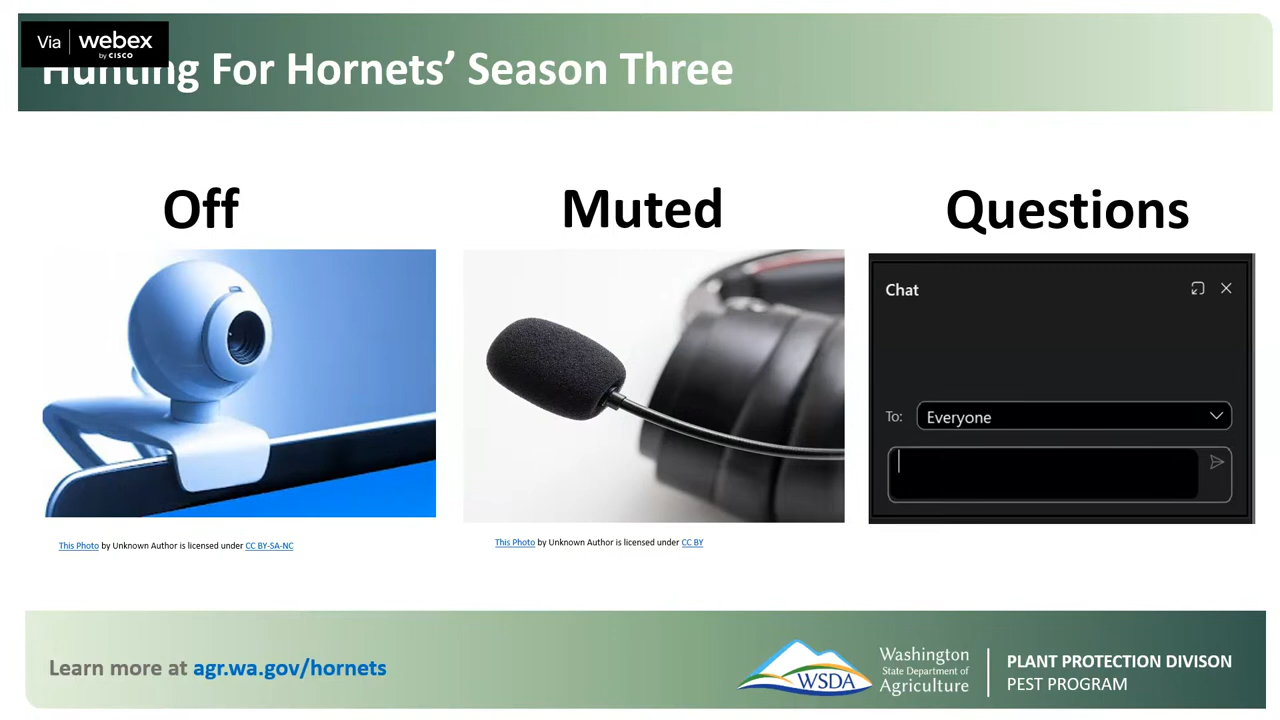 Via webex
by CISCO
Hunting For Hornets’ Season Three
Off
Muted
Questions
Chat
To: Everyone
This Photo by Unknown Author is licensed under CC BY-SA-NC
This Photo by Unknown Author is licensed under CC BY
Learn more at agr.wa.gov/hornets
WSDA
Washington
State Department of
Agriculture
PLANT PROTECTION DIVISON
PEST PROGRAM